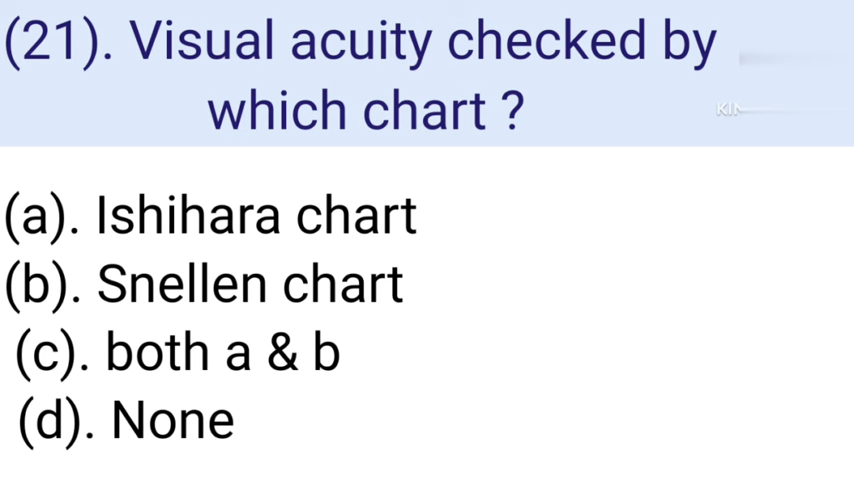 (21). Visual acuity checked by
which chart ?
(a). Ishihara chart
(b). Snellen chart
(c). both a & b
(d). None